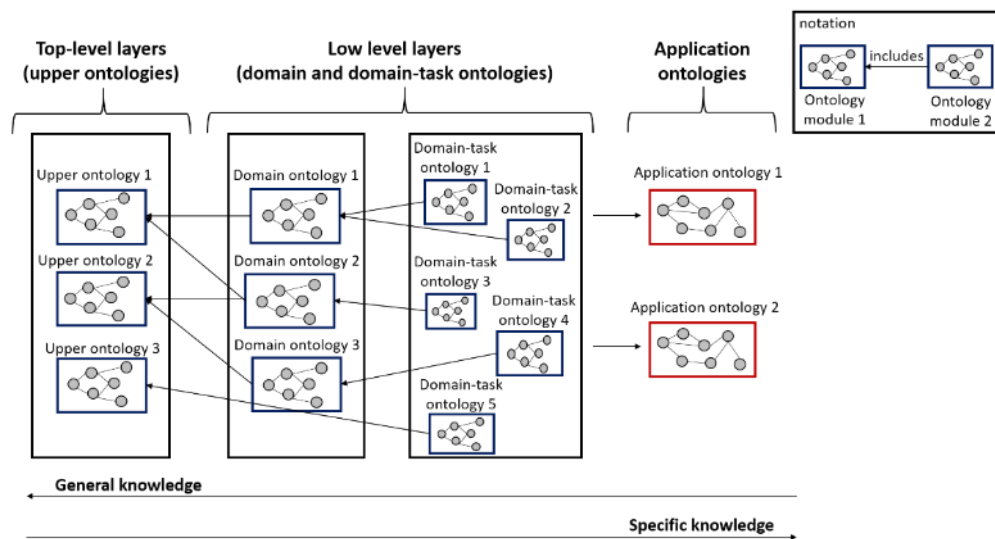 Top-level layers
(upper ontologies)
Low level layers
(domain and domain-task ontologies)
Application
ontologies
notation
includes
Ontology
module 1
Ontology
module 2
Upper ontology 1
Upper ontology 2
Upper ontology 3
Domain ontology 1
Domain ontology 2
Domain ontology 3
Domain-task
ontology 1
Domain-task
ontology 2
Domain-task
ontology 3
Domain-task
ontology 4
Domain-task
ontology 5
Application ontology 1
Application ontology 2
General knowledge
Specific knowledge